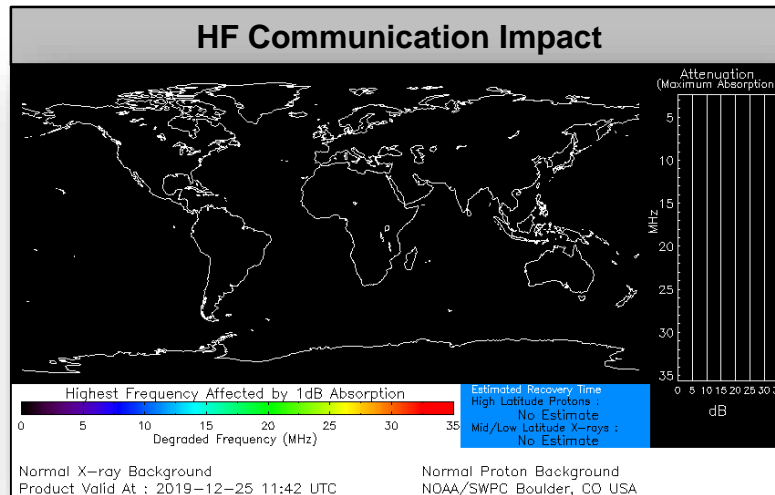 HF Communication Impact
Attenuation
(Maximum Absorption
5
10
15
20
25
30
35
MHz
0 5 10 15 20 25 30 3
dB
Highest Frequency Affected by 1dB Absorption
0 5 10 15 20 25 30 35
Degraded Frequency (MHz)
Estimated Recovery Time
High Latitude Protons :
No Estimate
Mid/Low Latitude X-rays :
No Estimate
Normal X-ray Background
Normal Proton Background
Product Valid At : 2019-12-25 11:42 UTC
NOAA/SWPC Boulder, CO USA